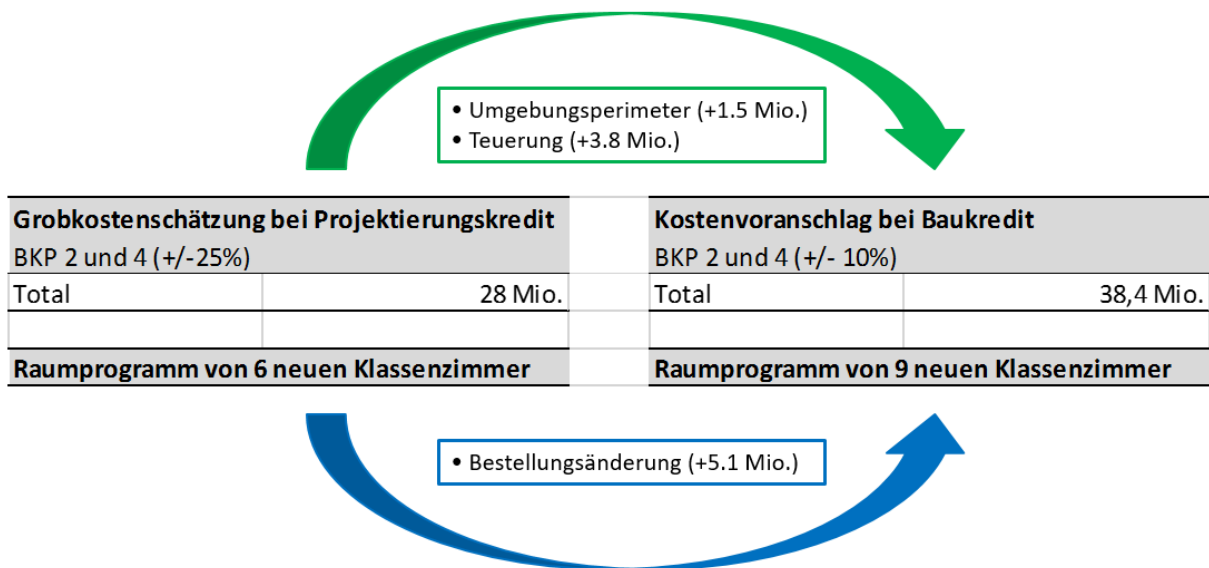 • Umgebungsperimeter (+1.5 Mio.)
• Teuerung (+3.8 Mio.)
Grobkostenschätzung bei Projektierungskredit
BKP 2 und 4 (+/-25%)
Total 28 Mio.
Raumprogramm von 6 neuen Klassenzimmer
Kostenvoranschlag bei Baukredit
BKP 2 und 4 (+/- 10%)
Total 38,4 Mio.
Raumprogramm von 9 neuen Klassenzimmer
• Bestellungsänderung (+5.1 Mio.)